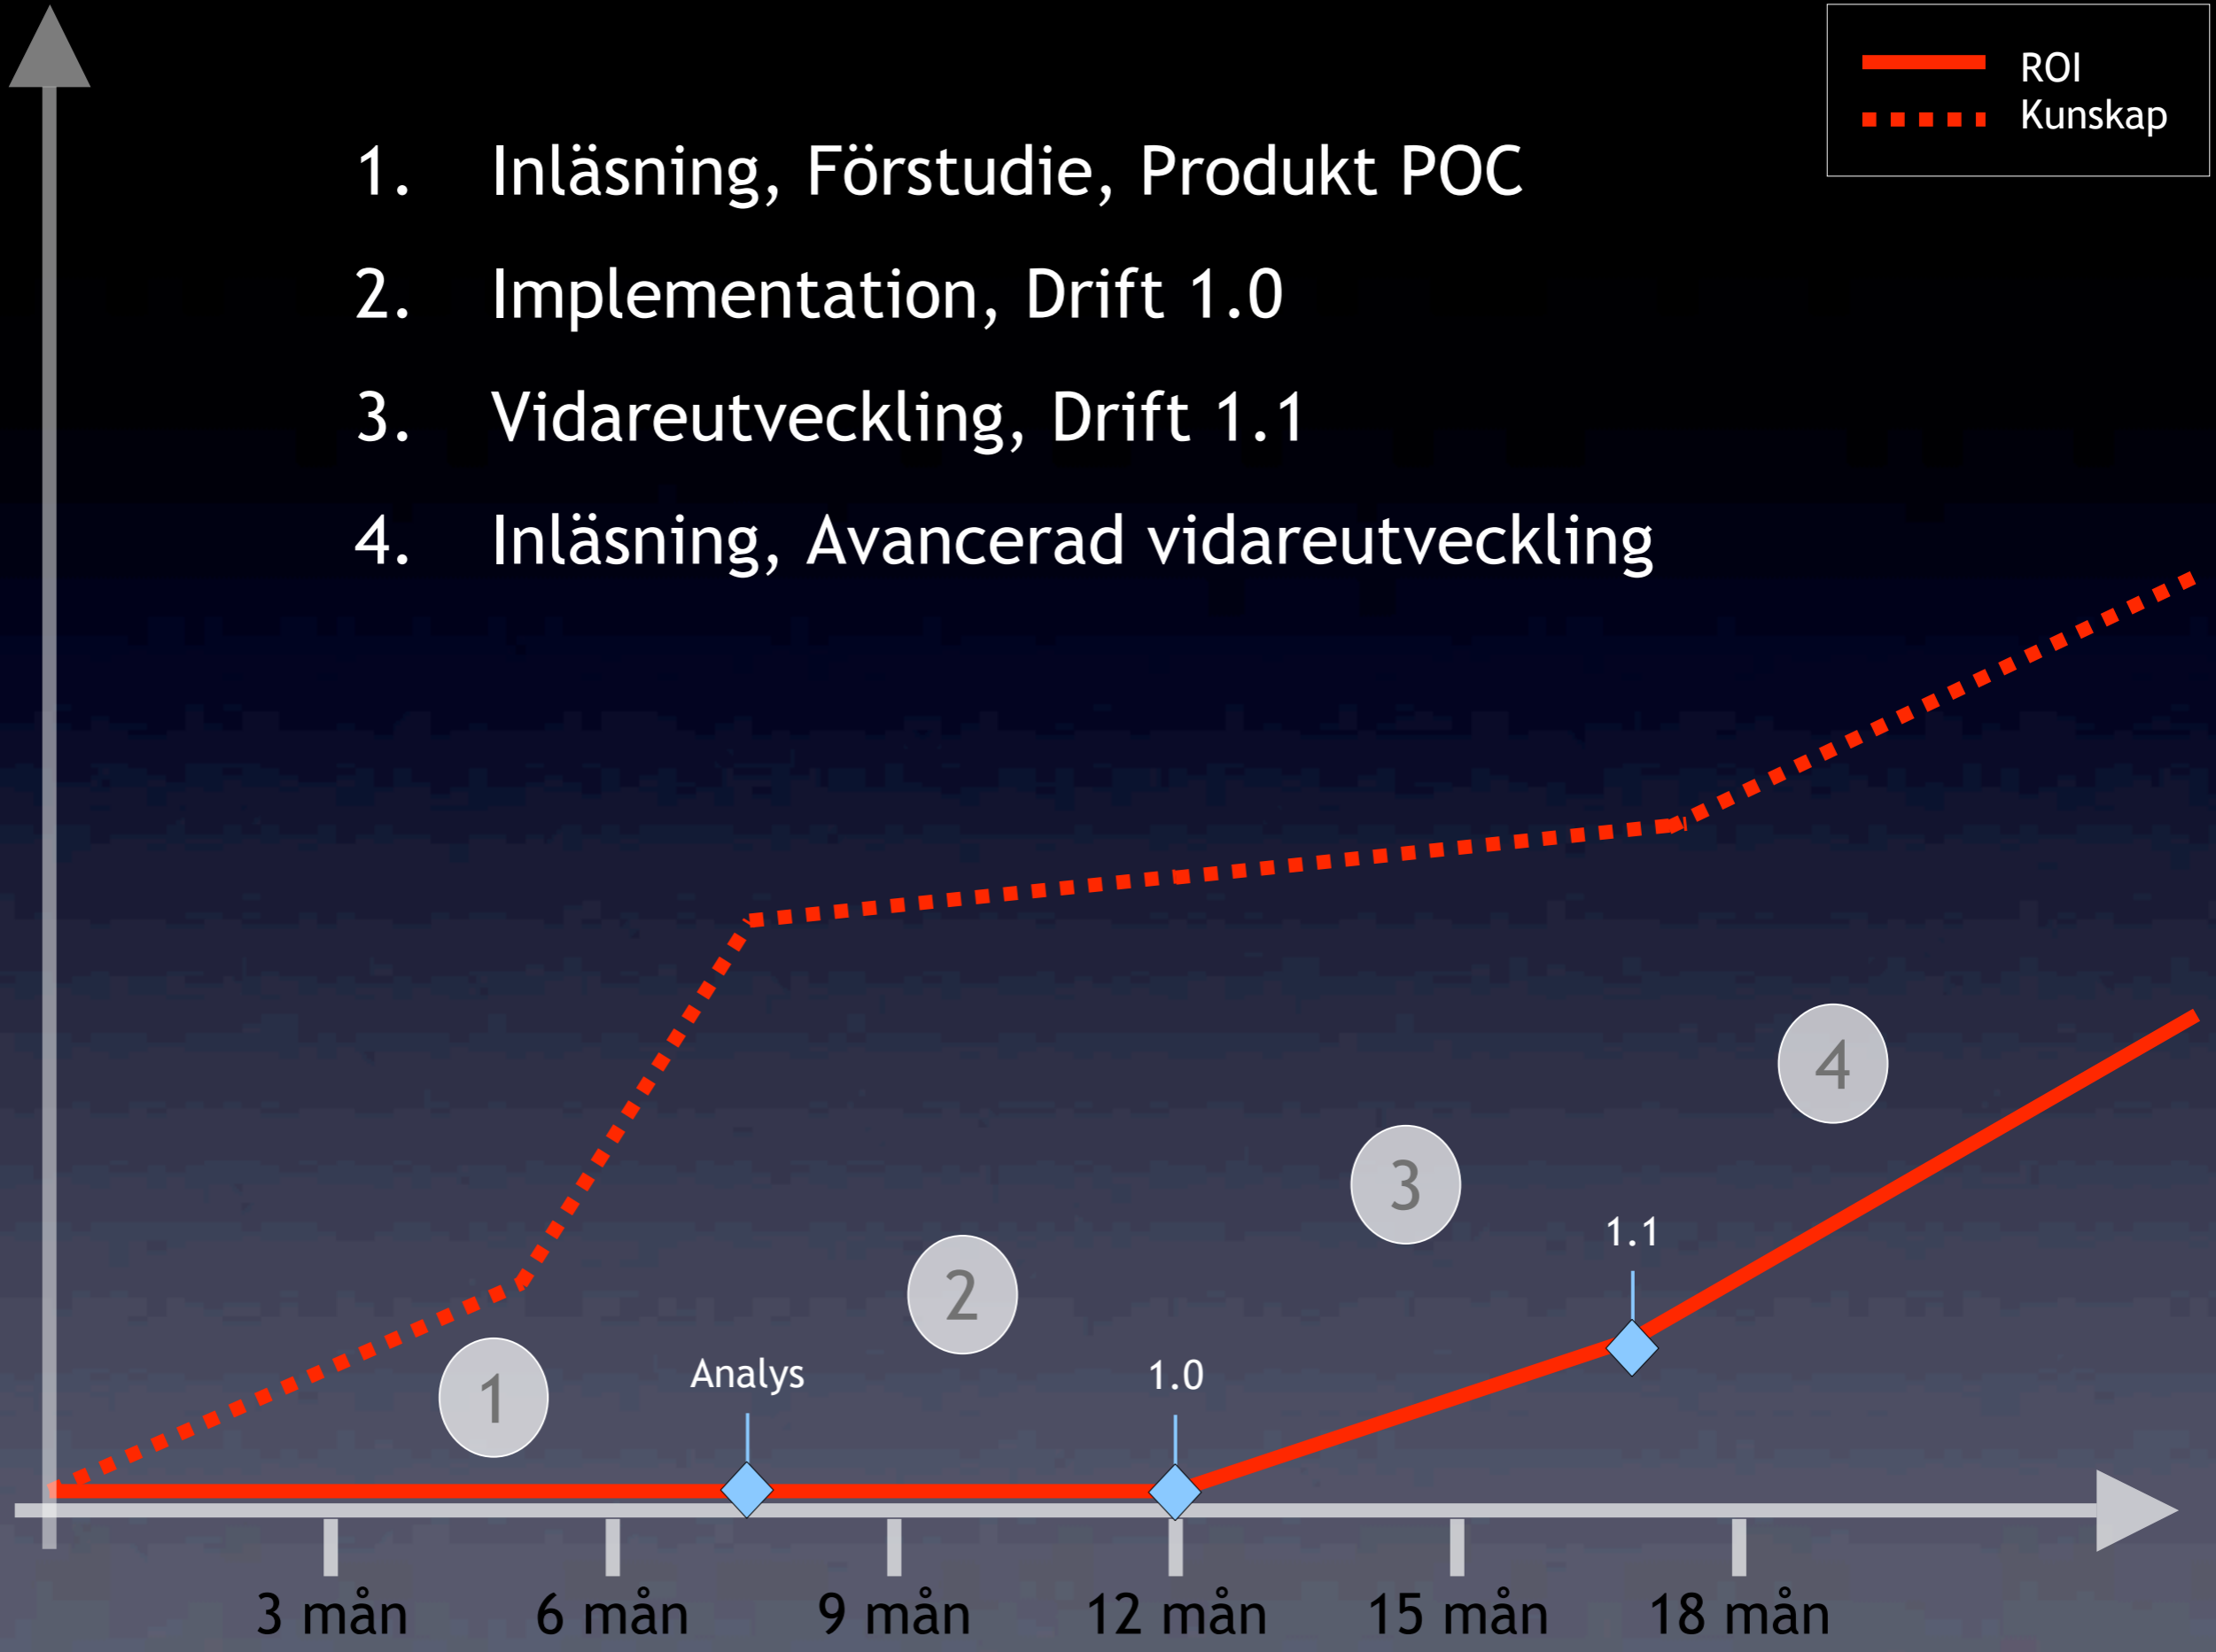 ROI
Kunskap
1. Inläsning, Förstudie, Produkt POC
2. Implementation, Drift 1.0
3. Vidareutveckling, Drift 1.1
4. Inläsning, Avancerad vidareutveckling
4
3
1.1
2
1
Analys
1.0
3 mån 6 mån 9 mån 12 mån 15 mån 18 mån